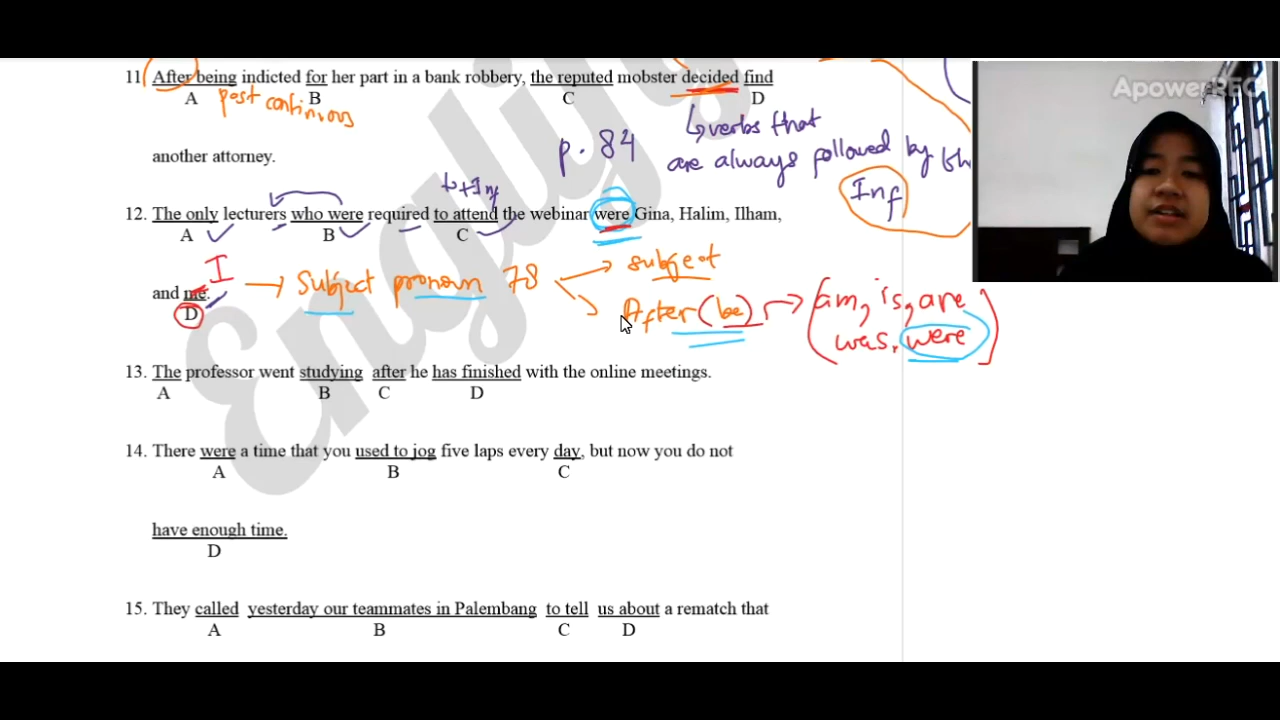 ApowerREC
11. After being indicted for her part in a bank robbery, the reputed mobster decided find
A B C D
past continuous
verbs that
are always followed by the
Inf
p. 84
another attorney.
to+Inf
12. The only lecturers who were required to attend the webinar were Gina, Halim, Ilham,
A B C
I
and me.
D
Subject pronoun 78
subject
After (be)
am, is, are
was, were
13. The professor went studying after he has finished with the online meetings.
A B C D
14. There were a time that you used to jog five laps every day, but now you do not
A B C
have enough time.
D
15. They called yesterday our teammates in Palembang to tell us about a rematch that
A B C D